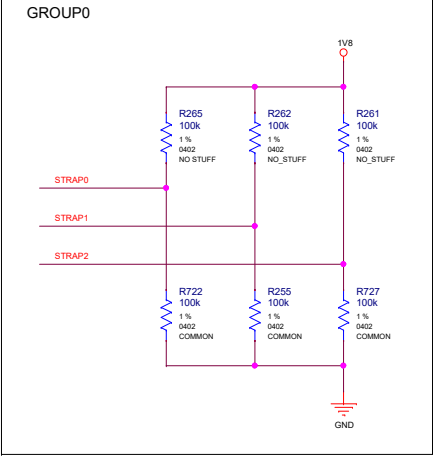 GROUP0
1V8
R265
100k
1 %
0402
NO STUFF
R262
100k
1 %
0402
NO_STUFF
R261
100k
1 %
0402
NO_STUFF
STRAP0
STRAP1
STRAP2
R722
100k
1 %
0402
COMMON
R255
100k
1 %
0402
COMMON
R727
100k
1 %
0402
COMMON
GND